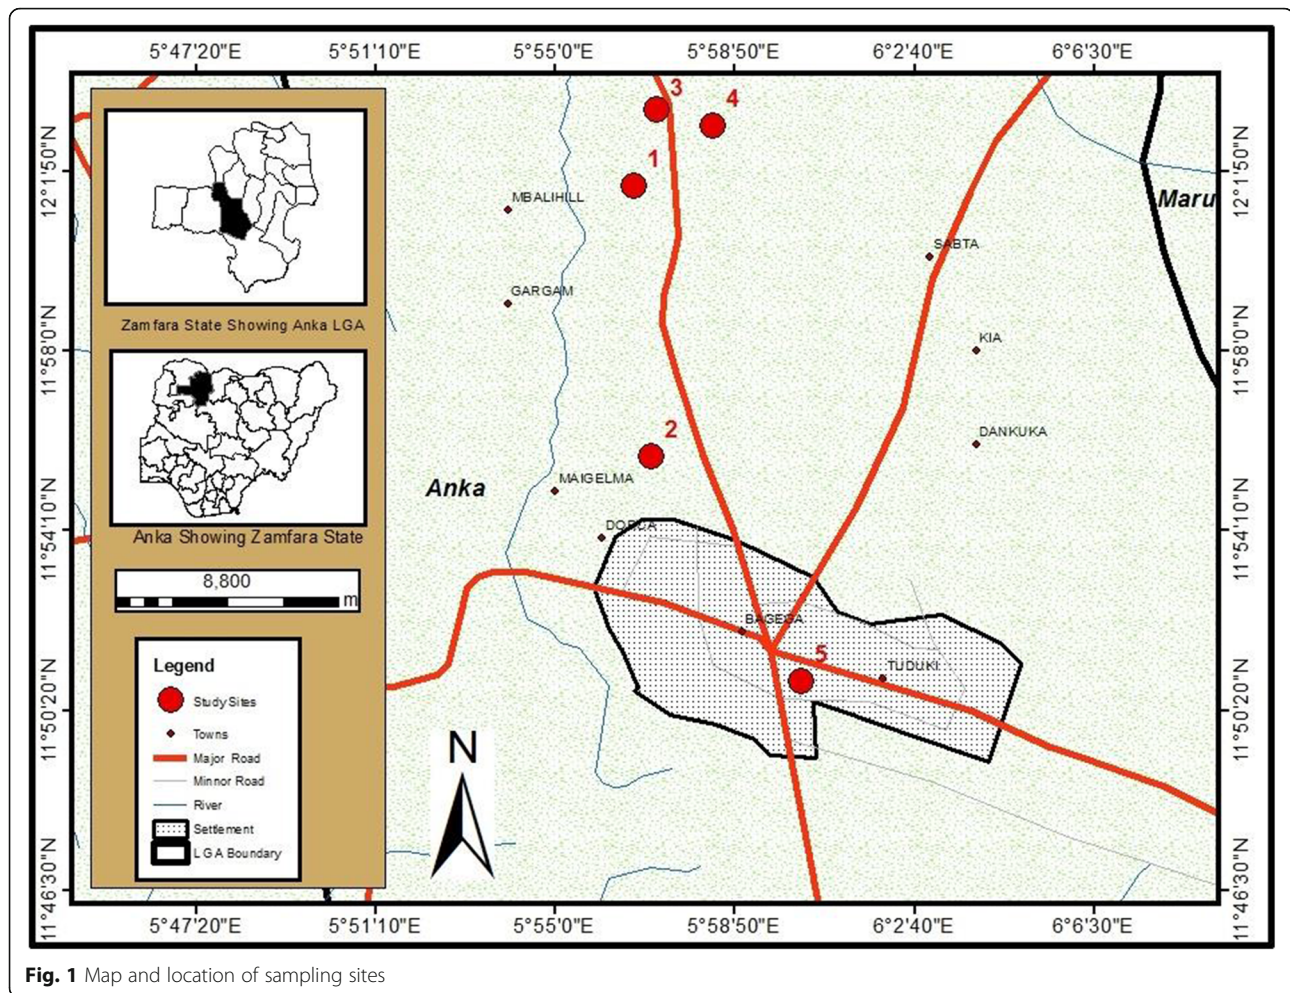 5°47'20"E 5°51'10"E 5°55'0"E 5°58'50"E 6°2'40"E 6°6'30"E
12°1'50"N
11°58'0"N
11°54'10"N
11°50'20"N
11°46'30"N
Zamfara State Showing Anka LGA
Anka Showing Zamfara State
8,800
m
Legend
Study Sites
Towns
Major Road
Minnor Road
River
Settlement
LGA Boundary
3
4
1
MBALIHILL
Maru
SABTA
GARGAM
KIA
2
DANKUKA
MAIGELMA
Anka
DORUA
BAGEGA
5
TUDUKI
N
12°1'50"N
11°58'0"N
11°54'10"N
11°50'20"N
11°46'30"N
5°47'20"E 5°51'10"E 5°55'0"E 5°58'50"E 6°2'40"E 6°6'30"E
Fig. 1 Map and location of sampling sites